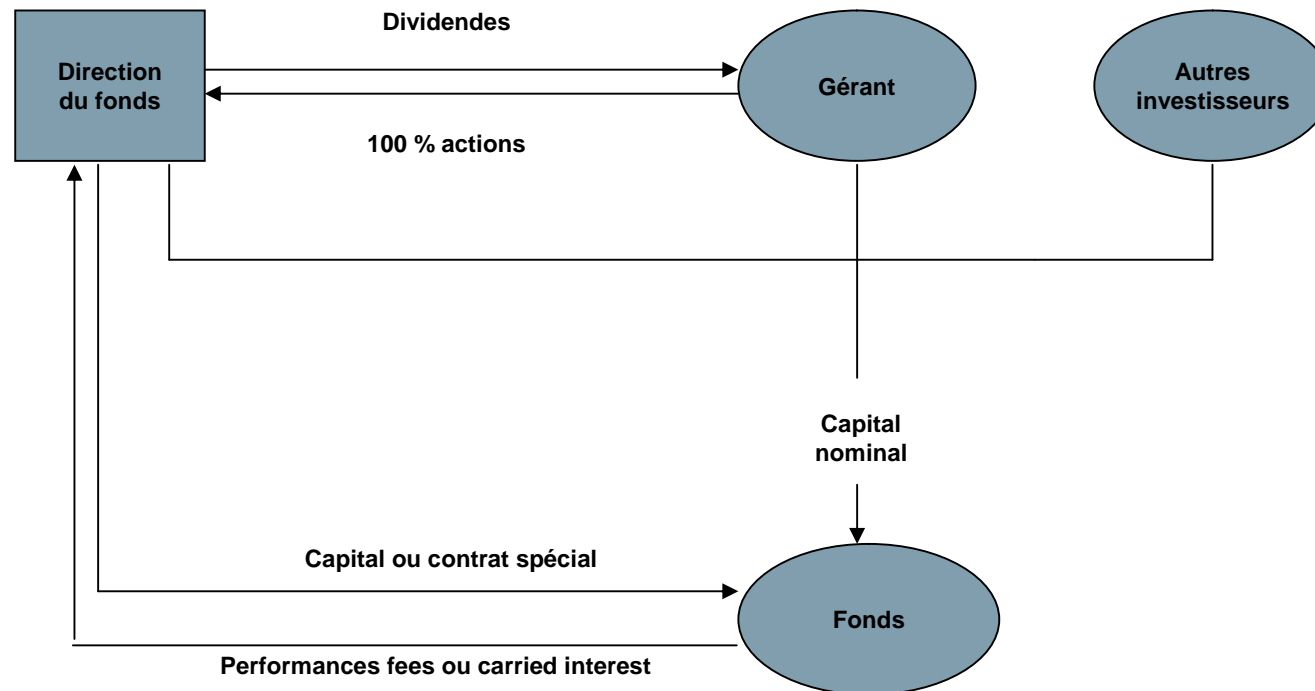 Dividendes
Direction
du fonds
Gérant
Autres
investisseurs
100 % actions
Capital
nominal
Capital ou contrat spécial
Fonds
Performances fees ou carried interest